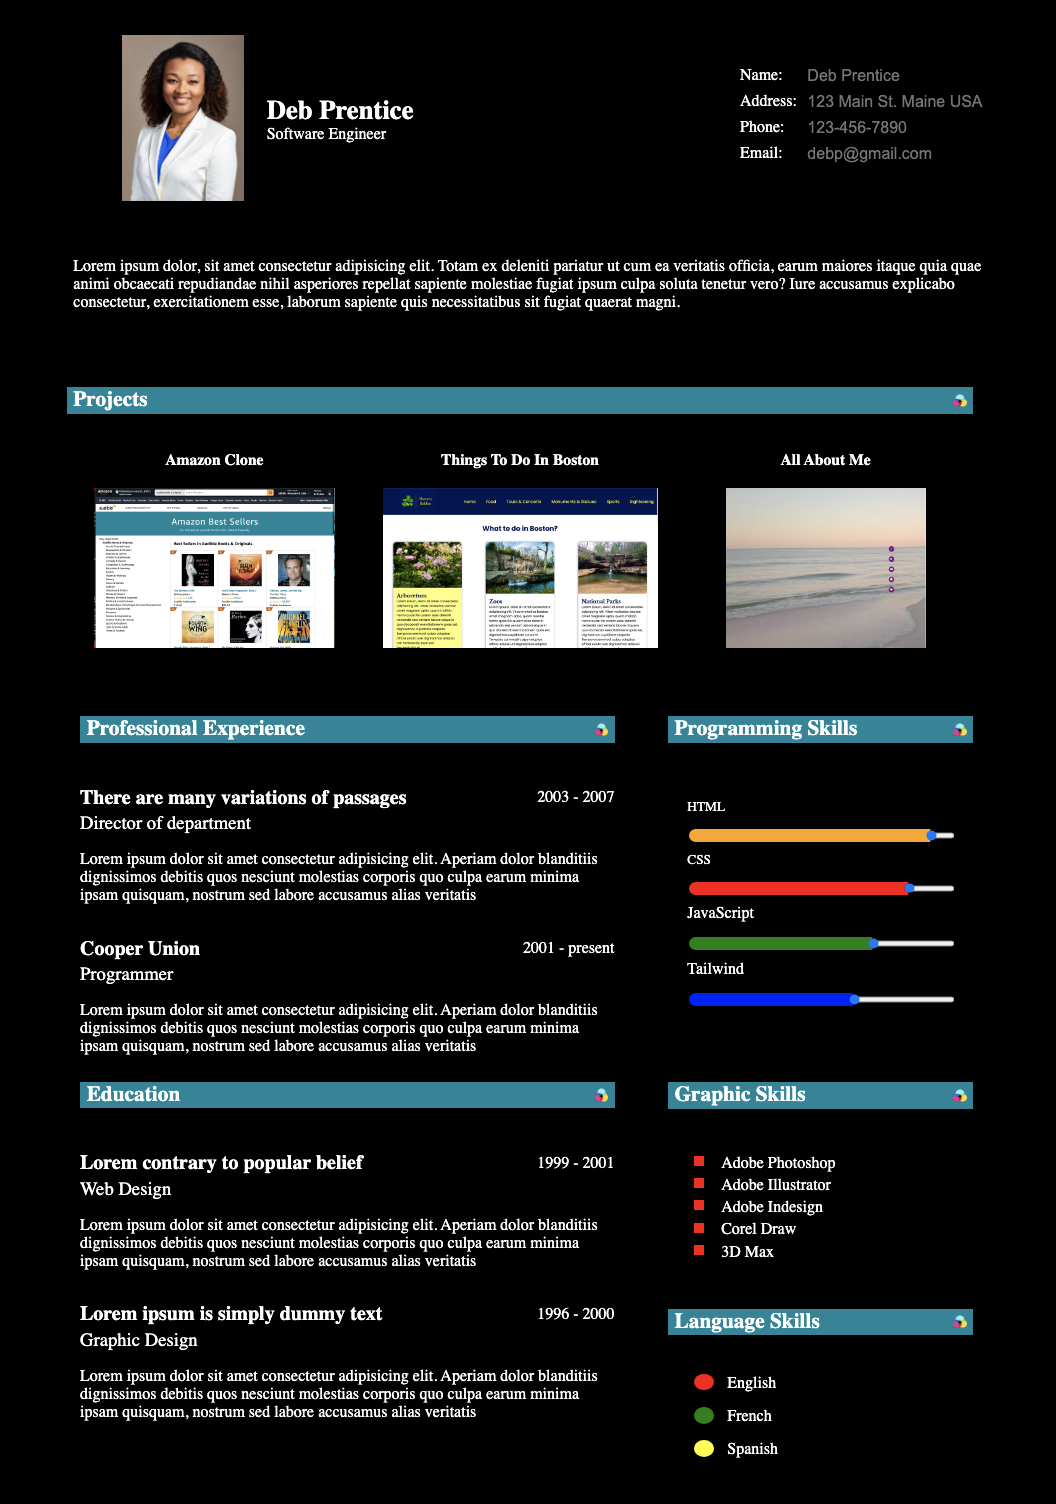 Deb Prentice
Software Engineer
Name: Deb Prentice
Address: 123 Main St. Maine USA
Phone: 123-456-7890
Email: debp@gmail.com
Lorem ipsum dolor, sit amet consectetur adipisicing elit. Totam ex deleniti pariatur ut cum ea veritatis officia, earum maiores itaque quia quae
animi obcaecati repudiandae nihil asperiores repellat sapiente molestiae fugiat ipsum culpa soluta tenetur vero? Iure accusamus explicabo
consectetur, exercitationem esse, laborum sapiente quis necessitatibus sit fugiat quaerat magni.
Projects
Amazon Clone
Amazon Best Sellers
Best Sellers in Audible Books & Originals
Things To Do In Boston
Home Food Tours & Concerts Monuments & Statues Sports Sightseeing
What to do in Boston?
Arboretum
Zoos
National Parks
All About Me
Professional Experience
There are many variations of passages 2003 - 2007
Director of department
Lorem ipsum dolor sit amet consectetur adipisicing elit. Aperiam dolor blanditiis
dignissimos debitis quos nesciunt molestias corporis quo culpa earum minima
ipsam quisquam, nostrum sed labore accusamus alias veritatis
Cooper Union 2001 - present
Programmer
Lorem ipsum dolor sit amet consectetur adipisicing elit. Aperiam dolor blanditiis
dignissimos debitis quos nesciunt molestias corporis quo culpa earum minima
ipsam quisquam, nostrum sed labore accusamus alias veritatis
Programming Skills
HTML
CSS
JavaScript
Tailwind
Education
Lorem contrary to popular belief 1999 - 2001
Web Design
Lorem ipsum dolor sit amet consectetur adipisicing elit. Aperiam dolor blanditiis
dignissimos debitis quos nesciunt molestias corporis quo culpa earum minima
ipsam quisquam, nostrum sed labore accusamus alias veritatis
Lorem ipsum is simply dummy text 1996 - 2000
Graphic Design
Lorem ipsum dolor sit amet consectetur adipisicing elit. Aperiam dolor blanditiis
dignissimos debitis quos nesciunt molestias corporis quo culpa earum minima
ipsam quisquam, nostrum sed labore accusamus alias veritatis
Graphic Skills
Adobe Photoshop
Adobe Illustrator
Adobe Indesign
Corel Draw
3D Max
Language Skills
English
French
Spanish